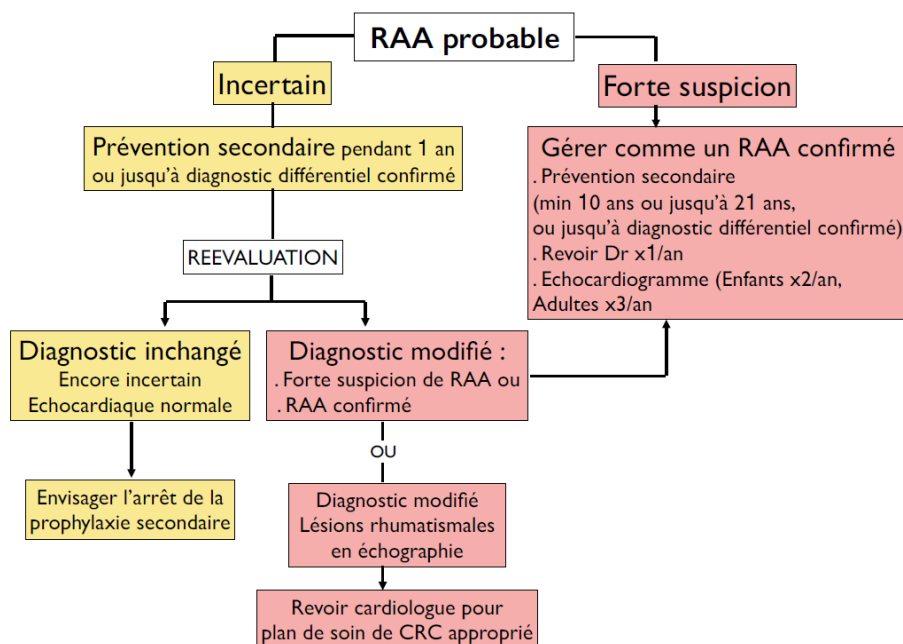 RAA probable
Incertain
Forte suspicion
Prévention secondaire pendant 1 an
ou jusqu'à diagnostic différentiel confirmé
Gérer comme un RAA confirmé
. Prévention secondaire
(min 10 ans ou jusqu'à 21 ans,
ou jusqu'à diagnostic différentiel confirmé)
. Revoir Dr x1/an
. Echocardiogramme (Enfants x2/an,
Adultes x3/an
REEVALUATION
Diagnostic inchangé
Encore incertain
Echocardiaque normale
Diagnostic modifié :
. Forte suspicion de RAA ou
. RAA confirmé
OU
Envisager l'arrêt de la
prophylaxie secondaire
Diagnostic modifié
Lésions rhumatismales
en échographie
Revoir cardiologue pour
plan de soin de CRC approprié